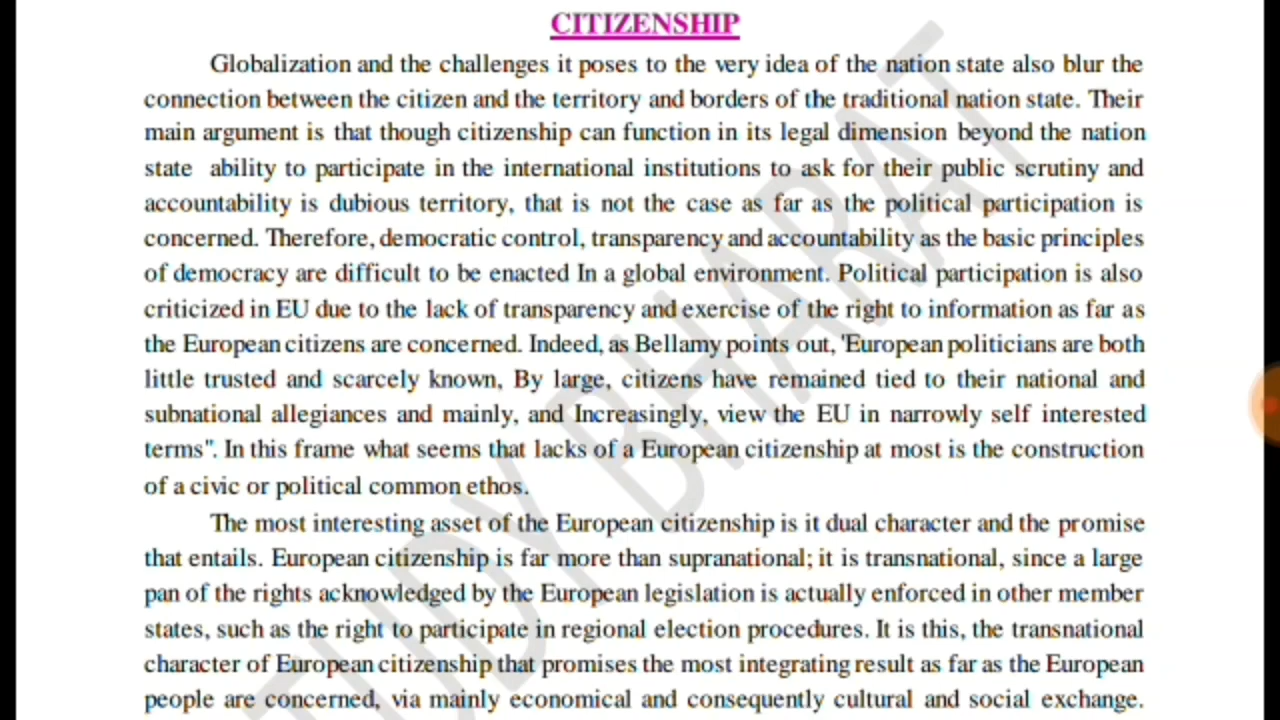 CITIZENSHIP
Globalization and the challenges it poses to the very idea of the nation state also blur the
connection between the citizen and the territory and borders of the traditional nation state. Their
main argument is that though citizenship can function in its legal dimension beyond the nation
state ability to participate in the international institutions to ask for their public scrutiny and
accountability is dubious territory, that is not the case as far as the political participation is
concerned. Therefore, democratic control, transparency and accountability as the basic principles
of democracy are difficult to be enacted In a global environment. Political participation is also
criticized in EU due to the lack of transparency and exercise of the right to information as far as
the European citizens are concerned. Indeed, as Bellamy points out, 'European politicians are both
little trusted and scarcely known, By large, citizens have remained tied to their national and
subnational allegiances and mainly, and Increasingly, view the EU in narrowly self interested
terms". In this frame what seems that lacks of a European citizenship at most is the construction
of a civic or political common ethos.
The most interesting asset of the European citizenship is it dual character and the promise
that entails. European citizenship is far more than supranational; it is transnational, since a large
pan of the rights acknowledged by the European legislation is actually enforced in other member
states, such as the right to participate in regional election procedures. It is this, the transnational
character of European citizenship that promises the most integrating result as far as the European
people are concerned, via mainly economical and consequently cultural and social exchange.
TUDY BHARAT